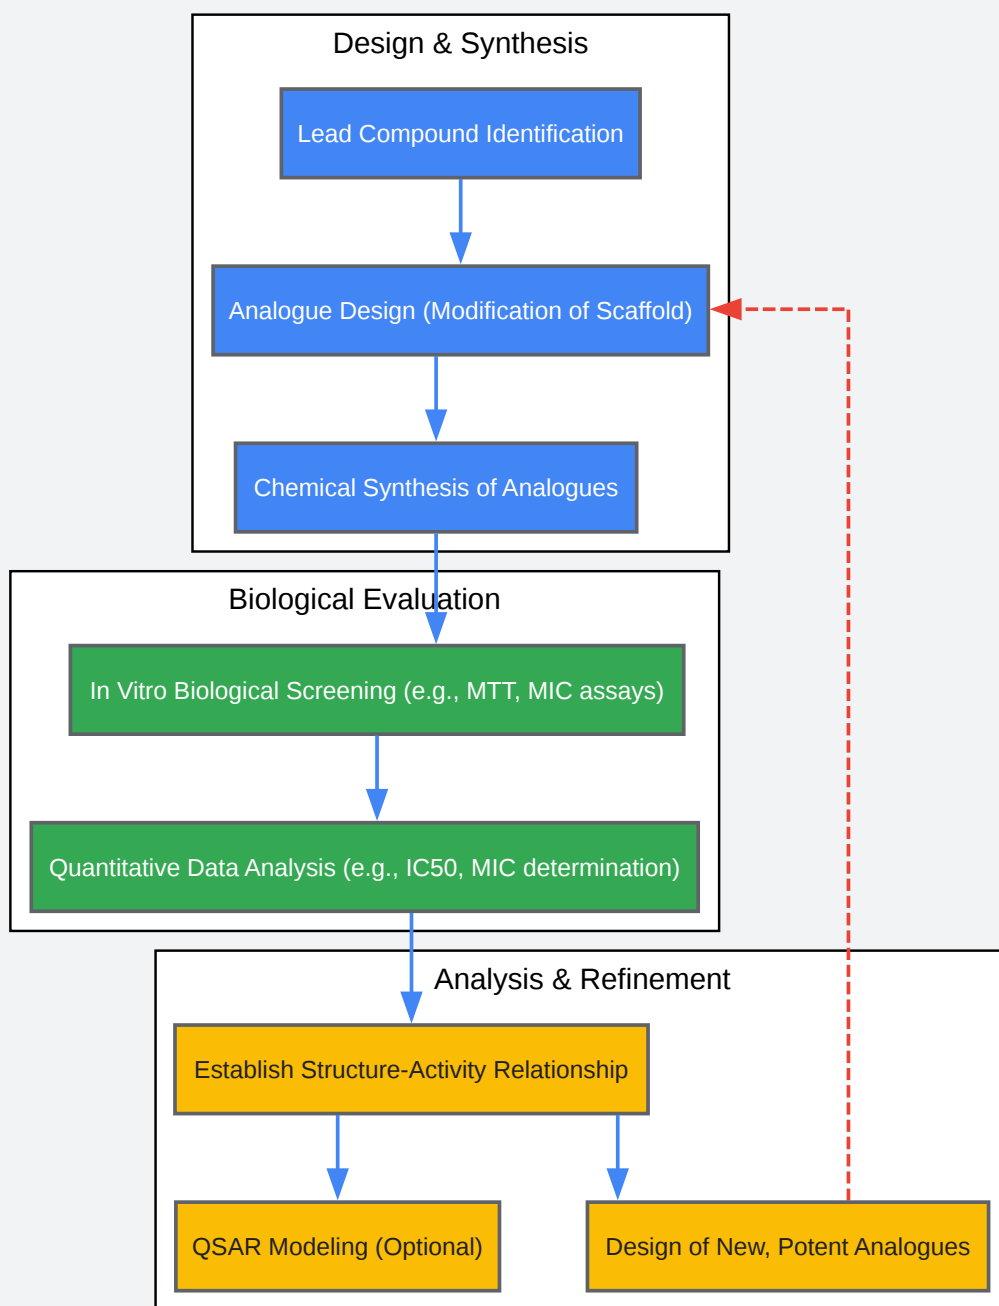 Design & Synthesis
Lead Compound Identification
Analogue Design (Modification of Scaffold)
Chemical Synthesis of Analogues
Biological Evaluation
In Vitro Biological Screening (e.g., MTT, MIC assays)
Quantitative Data Analysis (e.g., IC50, MIC determination)
Analysis & Refinement
Establish Structure-Activity Relationship
QSAR Modeling (Optional)
Design of New, Potent Analogues